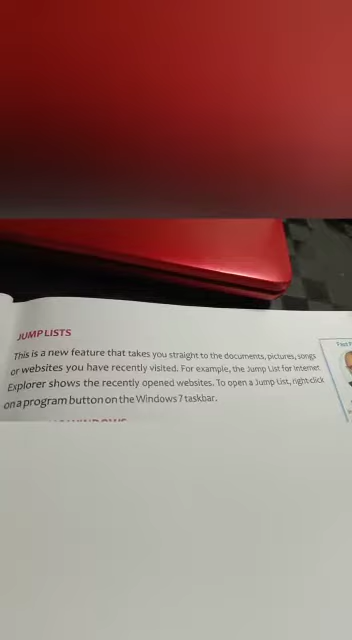 JUMP LISTS
This is a new feature that takes you straight to the documents, pictures, songs
or websites you have recently visited. For example, the Jump List for Internet
Explorer shows the recently opened websites. To open a Jump List, right-click
on a program button on the Windows 7 taskbar.